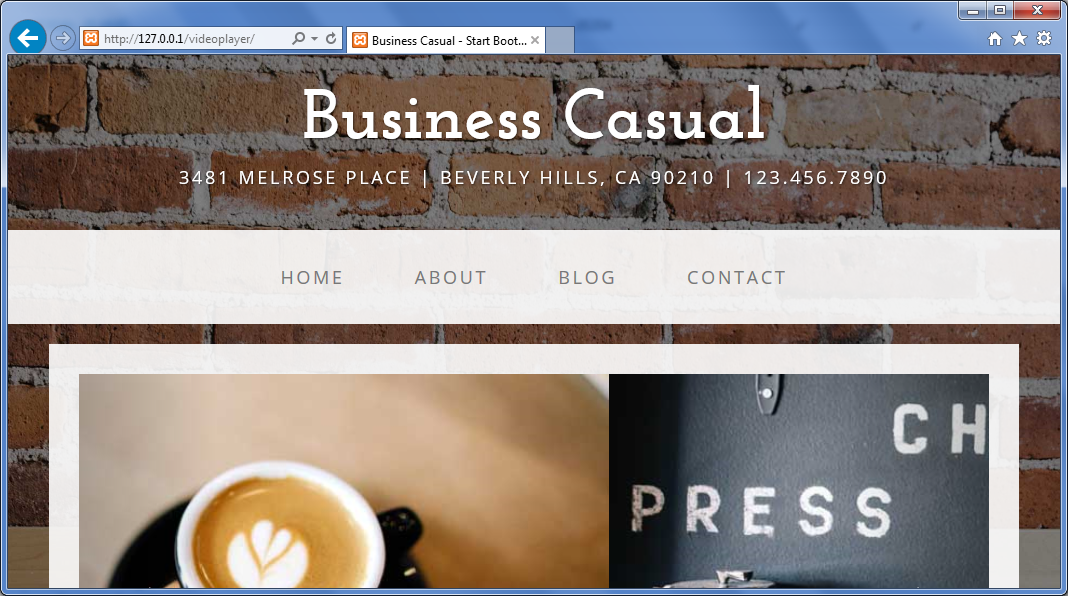 http://127.0.0.1/videoplayer/
Business Casual - Start Boot...
Business Casual
3481 MELROSE PLACE | BEVERLY HILLS, CA 90210 | 123.456.7890
HOME ABOUT BLOG CONTACT
CH
PRESS